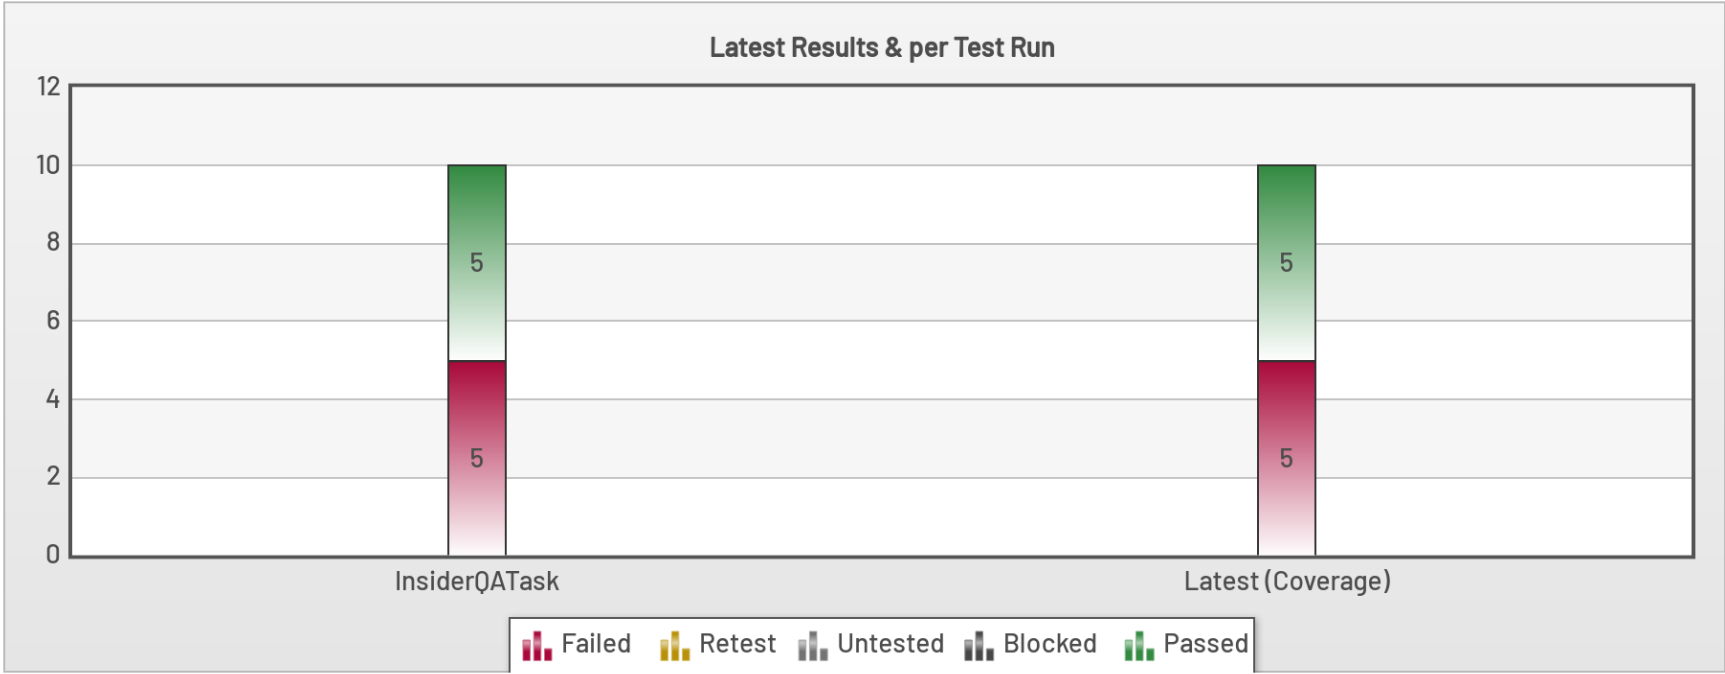 Latest Results & per Test Run
12
10
8
6
4
2
0
5
5
5
5
InsiderQATask
Latest (Coverage)
Failed Retest Untested Blocked Passed